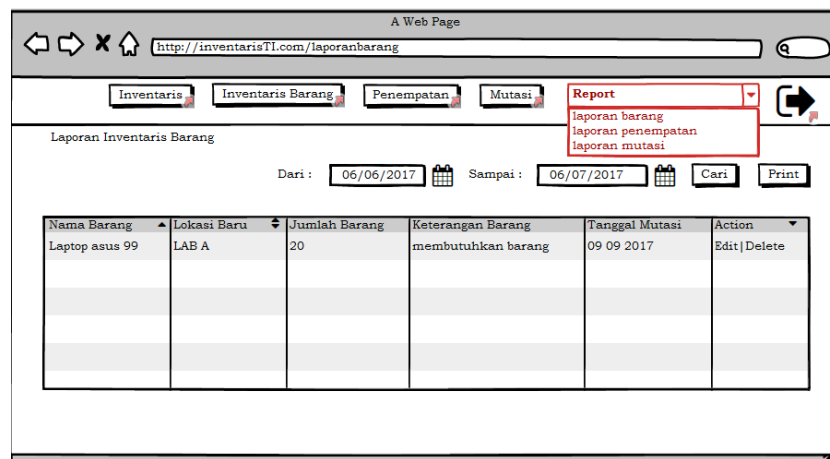 A Web Page
http://inventarisTI.com/laporanbarang
Inventaris Inventaris Barang Penempatan Mutasi Report
laporan barang
laporan penempatan
laporan mutasi
Laporan Inventaris Barang
Dari : 06/06/2017 Sampai : 06/07/2017 Cari Print
Nama Barang Lokasi Baru Jumlah Barang Keterangan Barang Tanggal Mutasi Action
Laptop asus 99 LAB A 20 membutuhkan barang 09 09 2017 Edit|Delete